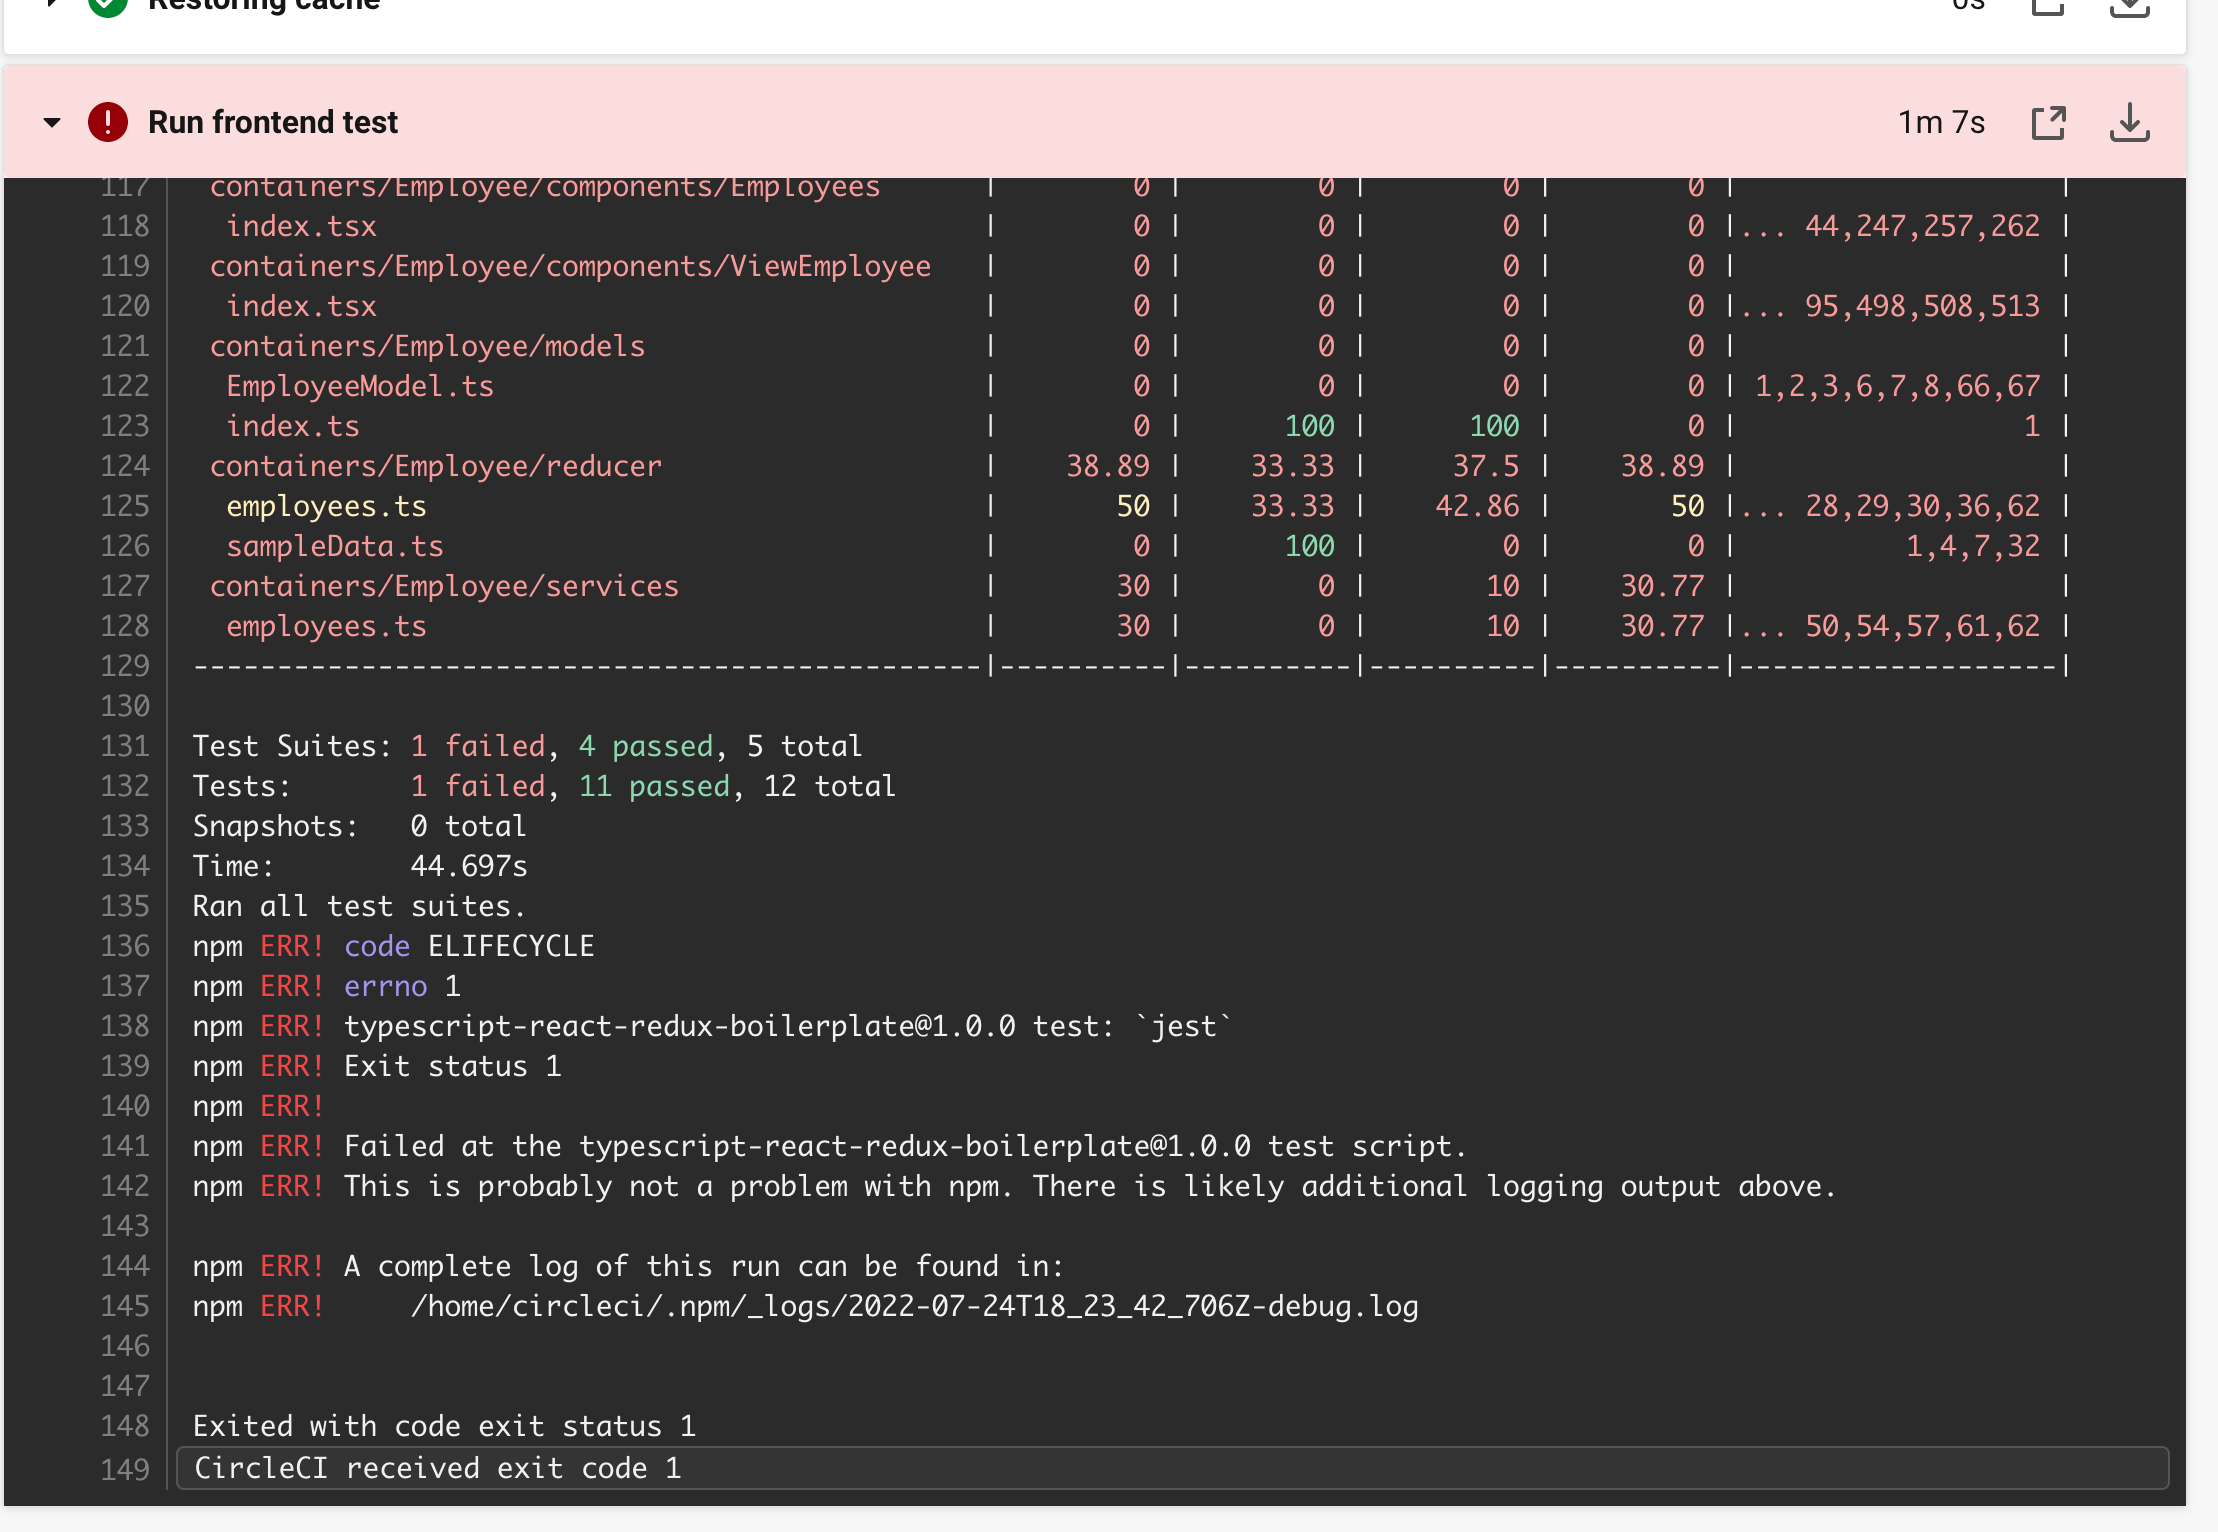 Restoring cache 0s
Run frontend test 1m 7s
117 containers/Employee/components/Employees | 0 | 0 | 0 | 0 | |
118 index.tsx | 0 | 0 | 0 | 0 |... 44,247,257,262 |
119 containers/Employee/components/ViewEmployee | 0 | 0 | 0 | 0 | |
120 index.tsx | 0 | 0 | 0 | 0 |... 95,498,508,513 |
121 containers/Employee/models | 0 | 0 | 0 | 0 | |
122 EmployeeModel.ts | 0 | 0 | 0 | 0 | 1,2,3,6,7,8,66,67 |
123 index.ts | 0 | 100 | 100 | 0 | 1 |
124 containers/Employee/reducer | 38.89 | 33.33 | 37.5 | 38.89 | |
125 employees.ts | 50 | 33.33 | 42.86 | 50 |... 28,29,30,36,62 |
126 sampleData.ts | 0 | 100 | 0 | 0 | 1,4,7,32 |
127 containers/Employee/services | 30 | 0 | 10 | 30.77 | |
128 employees.ts | 30 | 0 | 10 | 30.77 |... 50,54,57,61,62 |
129 -----------------------------------------------|----------|----------|----------|----------|-------------------|
130
131 Test Suites: 1 failed, 4 passed, 5 total
132 Tests: 1 failed, 11 passed, 12 total
133 Snapshots: 0 total
134 Time: 44.697s
135 Ran all test suites.
136 npm ERR! code ELIFECYCLE
137 npm ERR! errno 1
138 npm ERR! typescript-react-redux-boilerplate@1.0.0 test: `jest`
139 npm ERR! Exit status 1
140 npm ERR!
141 npm ERR! Failed at the typescript-react-redux-boilerplate@1.0.0 test script.
142 npm ERR! This is probably not a problem with npm. There is likely additional logging output above.
143
144 npm ERR! A complete log of this run can be found in:
145 npm ERR! /home/circleci/.npm/_logs/2022-07-24T18_23_42_706Z-debug.log
146
147
148 Exited with code exit status 1
149 CircleCI received exit code 1